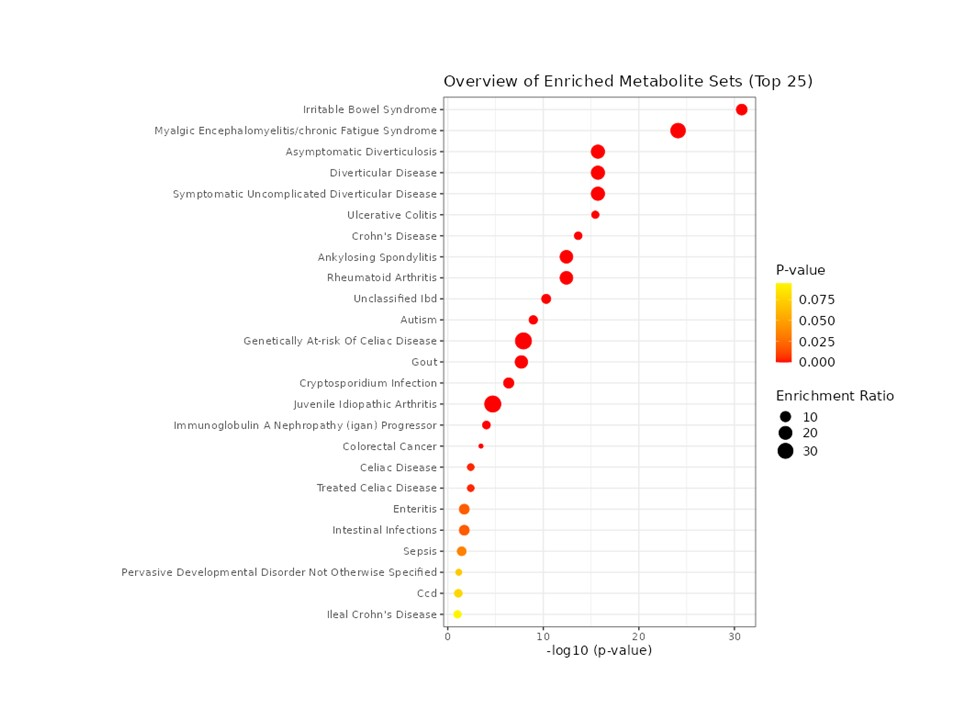 Overview of Enriched Metabolite Sets (Top 25)
Irritable Bowel Syndrome
Myalgic Encephalomyelitis/chronic Fatigue Syndrome
Asymptomatic Diverticulosis
Diverticular Disease
Symptomatic Uncomplicated Diverticular Disease
Ulcerative Colitis
Crohn's Disease
Ankylosing Spondylitis
Rheumatoid Arthritis
Unclassified Ibd
Autism
Genetically At-risk Of Celiac Disease
Gout
Cryptosporidium Infection
Juvenile Idiopathic Arthritis
Immunoglobulin A Nephropathy (igan) Progressor
Colorectal Cancer
Celiac Disease
Treated Celiac Disease
Enteritis
Intestinal Infections
Sepsis
Pervasive Developmental Disorder Not Otherwise Specified
Ccd
Ileal Crohn's Disease
0 10 20 30
-log10 (p-value)
P-value
0.075
0.050
0.025
0.000
Enrichment Ratio
10
20
30